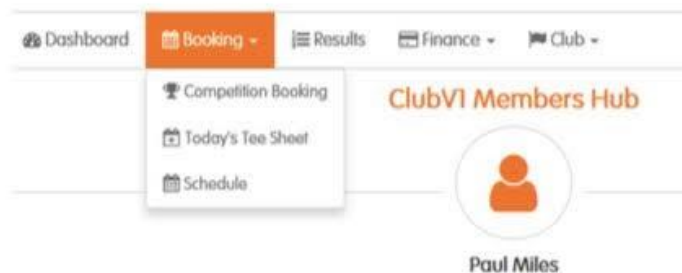 Dashboard Booking Results Finance Club
Competition Booking
ClubV1 Members Hub
Today's Tee Sheet
Schedule
Paul Miles